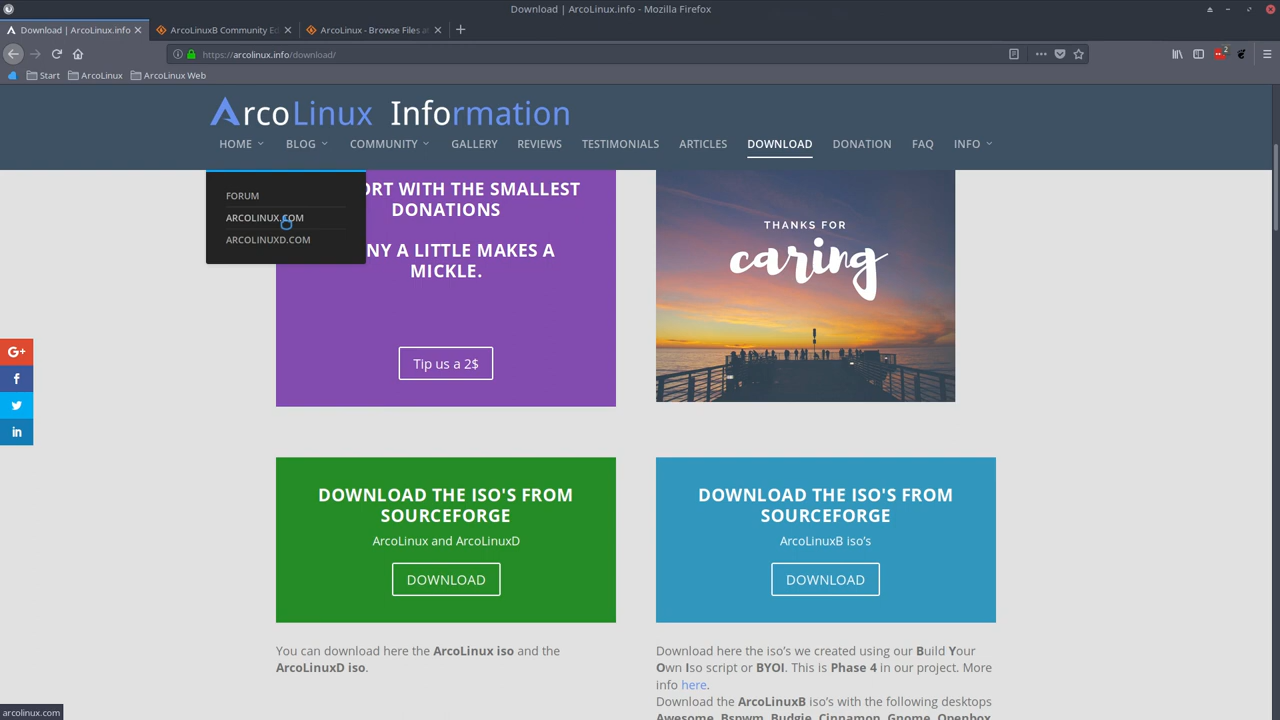 Download | ArcoLinux.info - Mozilla Firefox
Download | ArcoLinux.info
ArcoLinuxB Community Ed
ArcoLinux - Browse Files a
https://arcolinux.info/download/
2
Start
ArcoLinux
ArcoLinux Web
ArcoLinux Information
HOME
BLOG
COMMUNITY
GALLERY
REVIEWS
TESTIMONIALS
ARTICLES
DOWNLOAD
DONATION
FAQ
INFO
FORUM
ARCOLINUX.COM
ARCOLINUXD.COM
ORT WITH THE SMALLEST
DONATIONS
NY A LITTLE MAKES A
MICKLE.
Tip us a 2$
THANKS FOR
caring
G+
f
in
DOWNLOAD THE ISO'S FROM
SOURCEFORGE
ArcoLinux and ArcoLinuxD
DOWNLOAD
DOWNLOAD THE ISO'S FROM
SOURCEFORGE
ArcoLinuxB iso's
DOWNLOAD
You can download here the ArcoLinux iso and the
ArcoLinuxD iso.
Download here the iso's we created using our Build Your
Own Iso script or BYOI. This is Phase 4 in our project. More
info here.
Download the ArcoLinuxB iso's with the following desktops
Awesome, Bspwm, Budgie, Cinnamon, Gnome, Openbox,
arcolinux.com